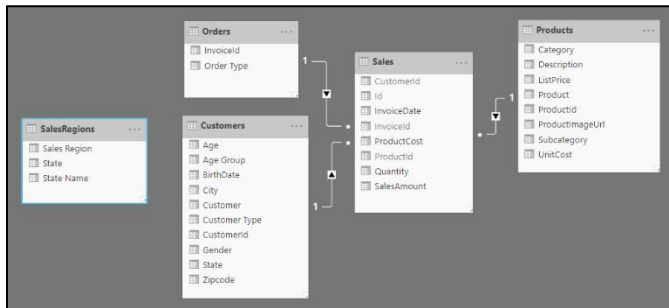 SalesRegions ...
Sales Region
State
State Name
Orders ...
InvoiceId
Order Type
1
Customers ...
Age
Age Group
BirthDate
City
Customer
Customer Type
CustomerId
Gender
State
Zipcode
1
Sales ...
CustomerId
Id
InvoiceDate
InvoiceId
ProductCost
ProductId
Quantity
SalesAmount
*
*
*
1
Products ...
Category
Description
ListPrice
Product
ProductId
ProductImageUrl
Subcategory
UnitCost